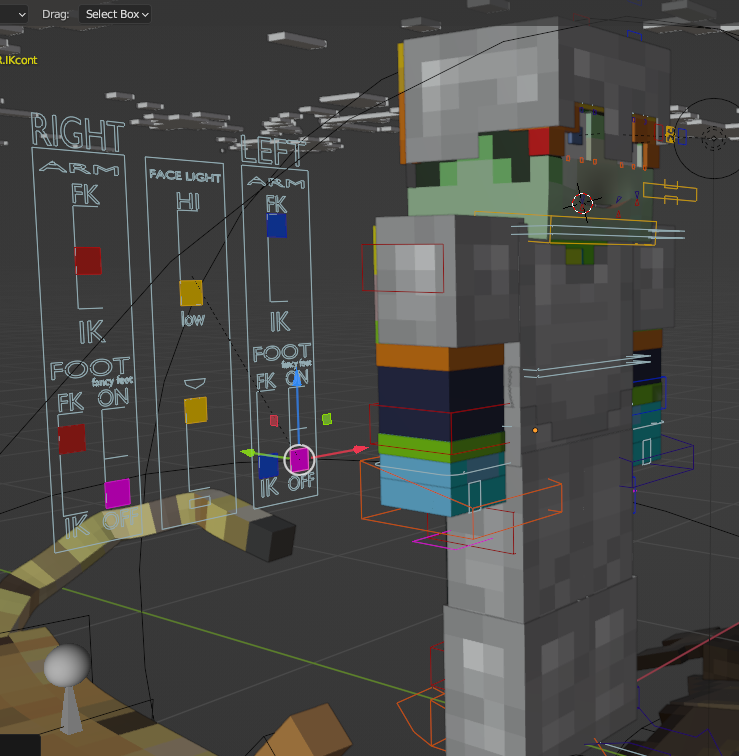 Drag: Select Box
R.IKcont
RIGHT
ARM
FK
IK
FOOT
fancy feet
FK ON
IK ON
FACE LIGHT
HI
low
LEFT
ARM
FK
IK
FOOT
fancy feet
FK ON
IK OFF